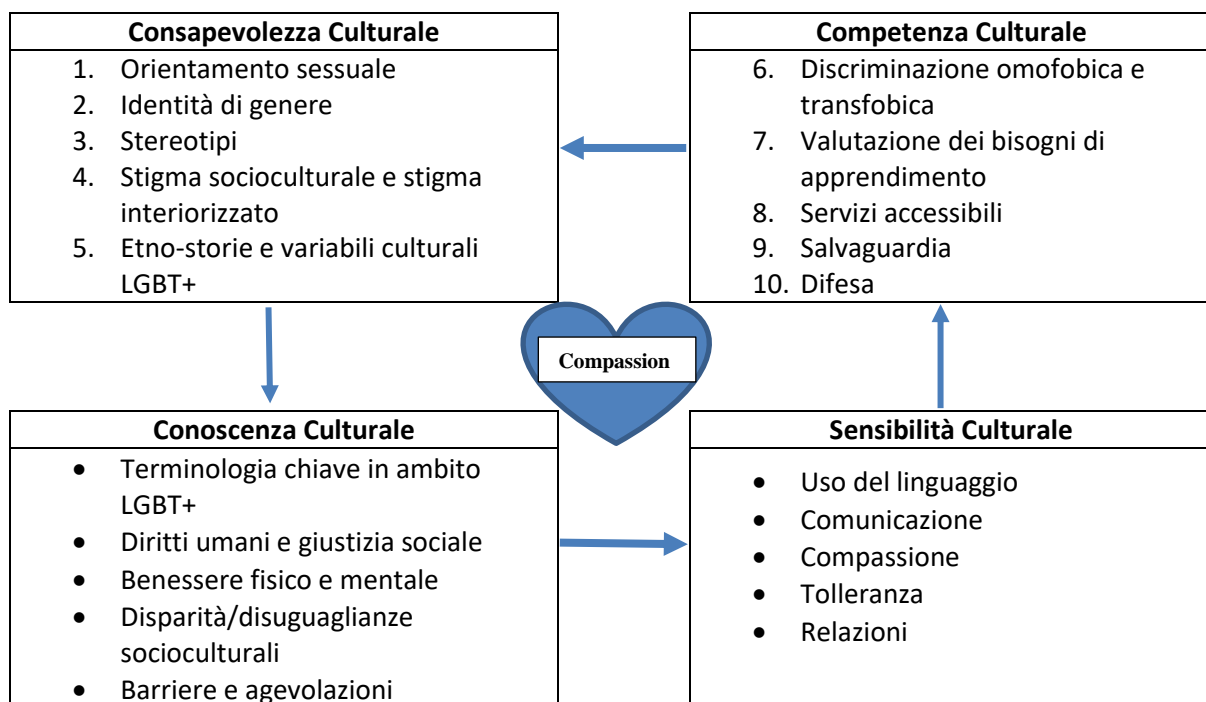 Consapevolezza Culturale
1. Orientamento sessuale
2. Identità di genere
3. Stereotipi
4. Stigma socioculturale e stigma
interiorizzato
5. Etno-storie e variabili culturali
LGBT+
Competenza Culturale
6. Discriminazione omofobica e
transfobica
7. Valutazione dei bisogni di
apprendimento
8. Servizi accessibili
9. Salvaguardia
10. Difesa
Compassion
Conoscenza Culturale
• Terminologia chiave in ambito
LGBT+
• Diritti umani e giustizia sociale
• Benessere fisico e mentale
• Disparità/disuguaglianze
socioculturali
• Barriere e agevolazioni
Sensibilità Culturale
• Uso del linguaggio
• Comunicazione
• Compassione
• Tolleranza
• Relazioni